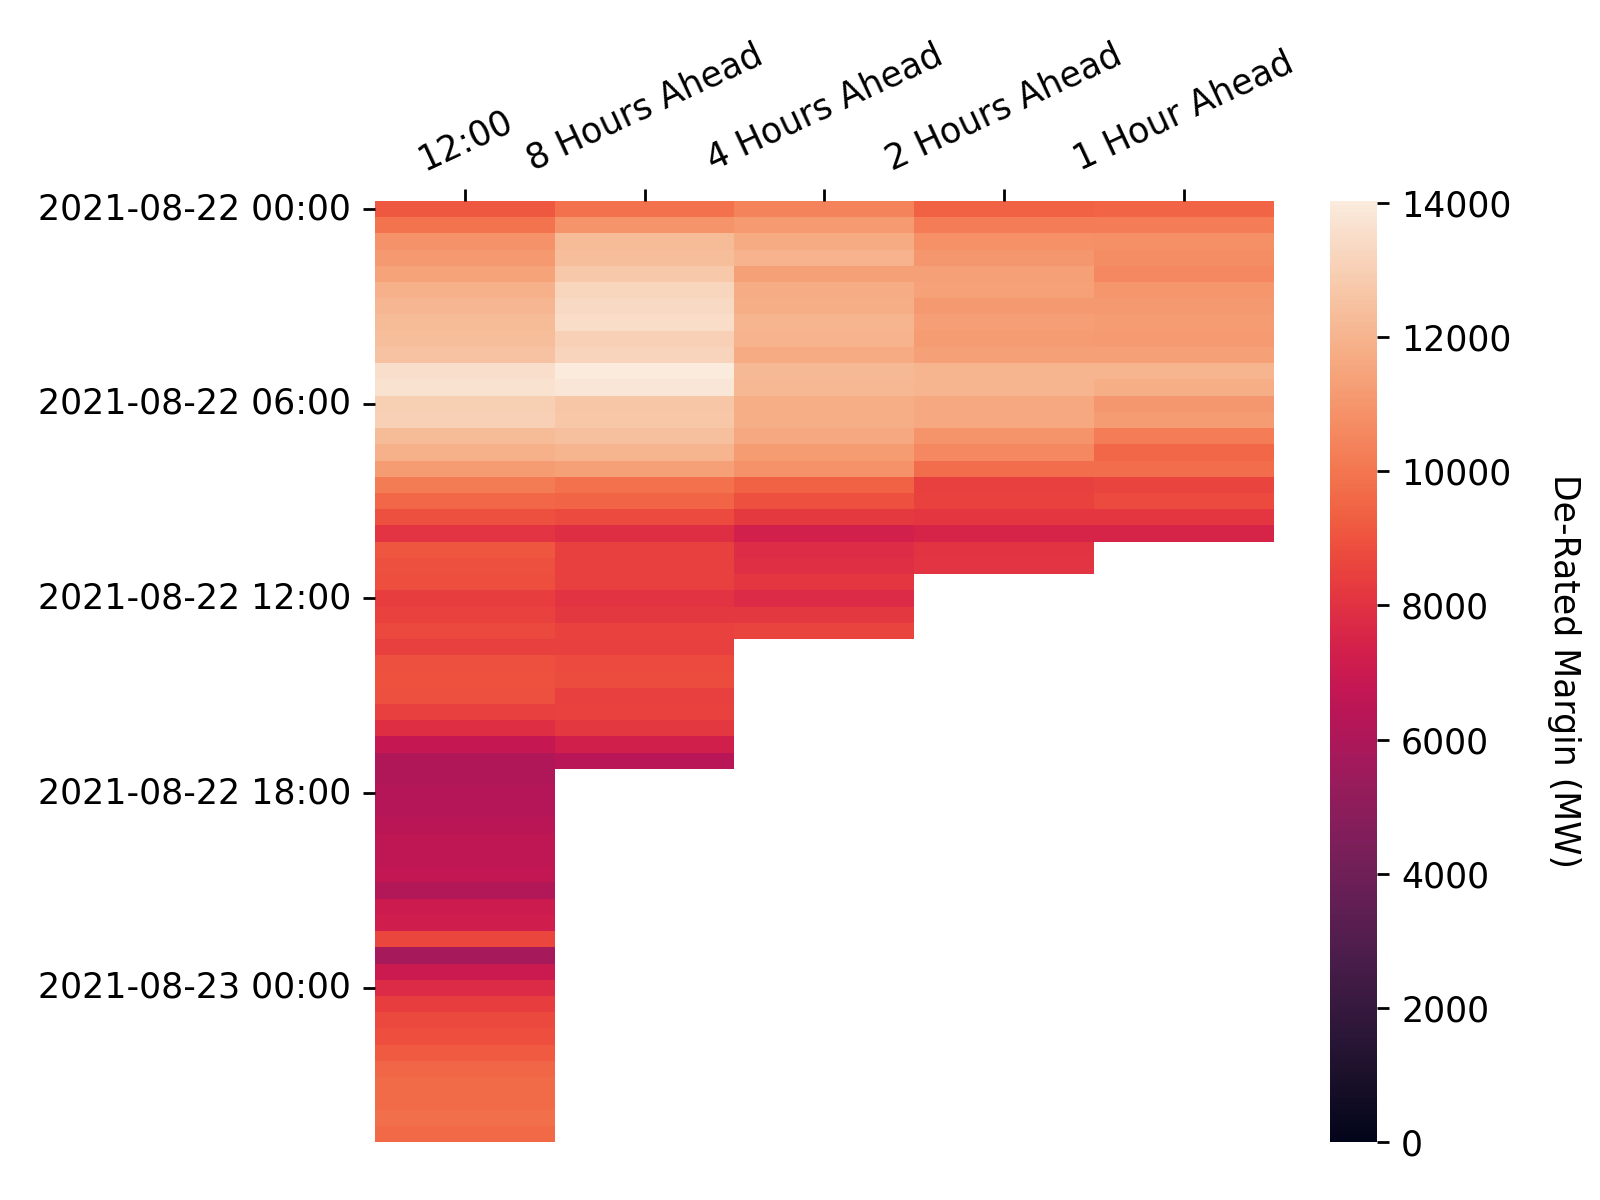 12:00
8 Hours Ahead
4 Hours Ahead
2 Hours Ahead
1 Hour Ahead
2021-08-22 00:00
2021-08-22 06:00
2021-08-22 12:00
2021-08-22 18:00
2021-08-23 00:00
14000
12000
10000
8000
6000
4000
2000
0
De-Rated Margin (MW)